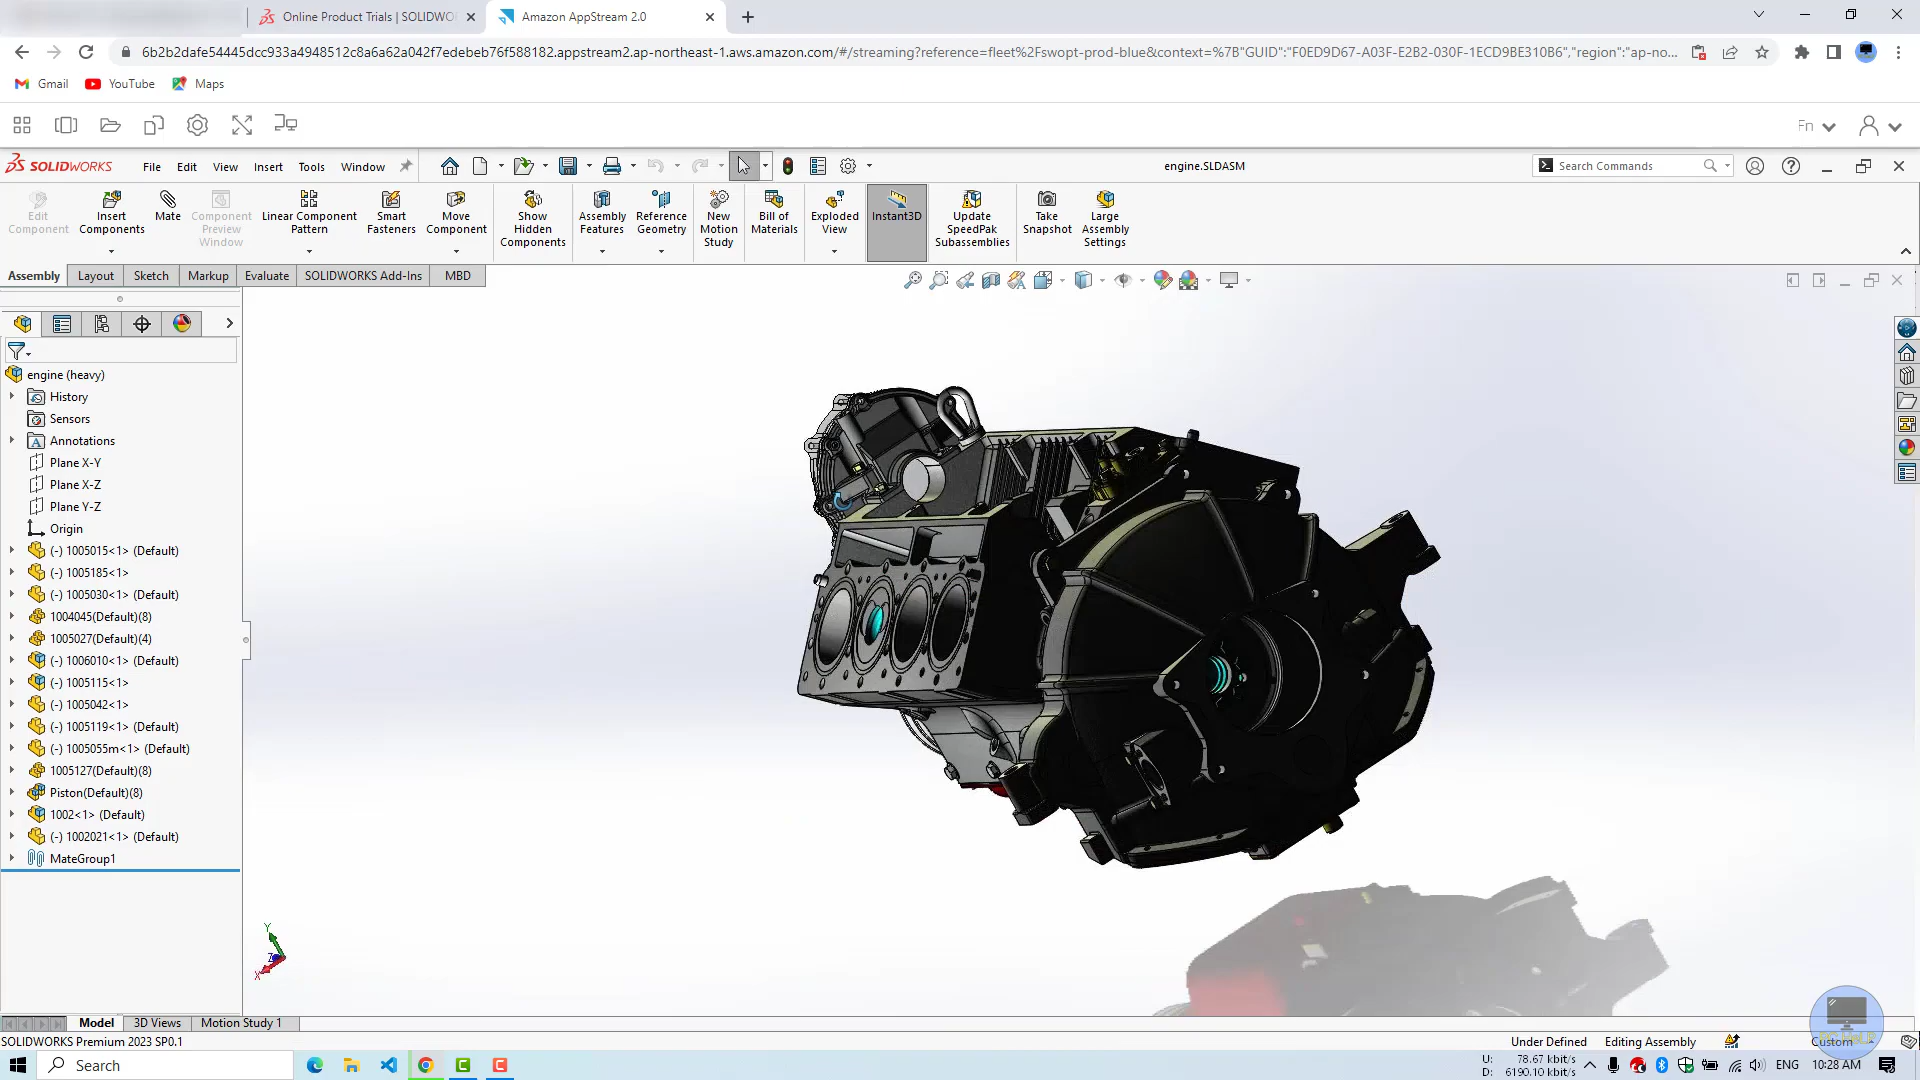 Online Product Trials | SOLIDWO
Amazon AppStream 2.0
6b2b2dafe54445dcc933a4948512c8a6a62a042f7edebeb76f588182.appstream2.ap-northeast-1.aws.amazon.com/#/streaming?reference=fleet%2Fswopt-prod-blue&context=%7B"GUID":"F0ED9D67-A03F-E2B2-030F-1ECD9BE310B6","region":"ap-no...
Gmail YouTube Maps
Fn
SOLIDWORKS File Edit View Insert Tools Window engine.SLDASM Search Commands
Edit Component
Insert Components
Mate
Component Preview Window
Linear Component Pattern
Smart Fasteners
Move Component
Show Hidden Components
Assembly Features
Reference Geometry
New Motion Study
Bill of Materials
Exploded View
Instant3D
Update SpeedPak Subassemblies
Take Snapshot
Large Assembly Settings
Assembly Layout Sketch Markup Evaluate SOLIDWORKS Add-Ins MBD
engine (heavy)
History
Sensors
Annotations
Plane X-Y
Plane X-Z
Plane Y-Z
Origin
(-) 1005015<1> (Default)
(-) 1005185<1>
(-) 1005030<1> (Default)
1004045(Default)(8)
1005027(Default)(4)
(-) 1006010<1> (Default)
(-) 1005115<1>
(-) 1005042<1>
(-) 1005119<1> (Default)
(-) 1005055m<1> (Default)
1005127(Default)(8)
Piston(Default)(8)
1002<1> (Default)
(-) 1002021<1> (Default)
MateGroup1
Y
Z
X
Model 3D Views Motion Study 1
SOLIDWORKS Premium 2023 SP0.1 Under Defined Editing Assembly Custom
Search
U: 78.67 kbit/s
D: 6190.10 kbit/s
ENG 10:28 AM